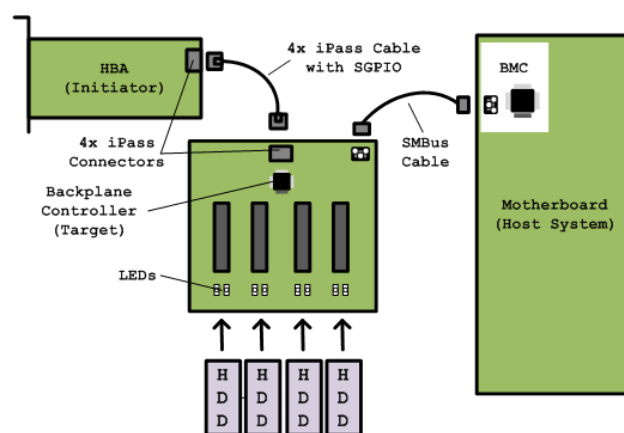 HBA
(Initiator)
4x iPass Cable
with SGPIO
BMC
4x iPass
Connectors
SMBus
Cable
Backplane
Controller
(Target)
Motherboard
(Host System)
LEDs
H
D
D
H
D
D
H
D
D
H
D
D